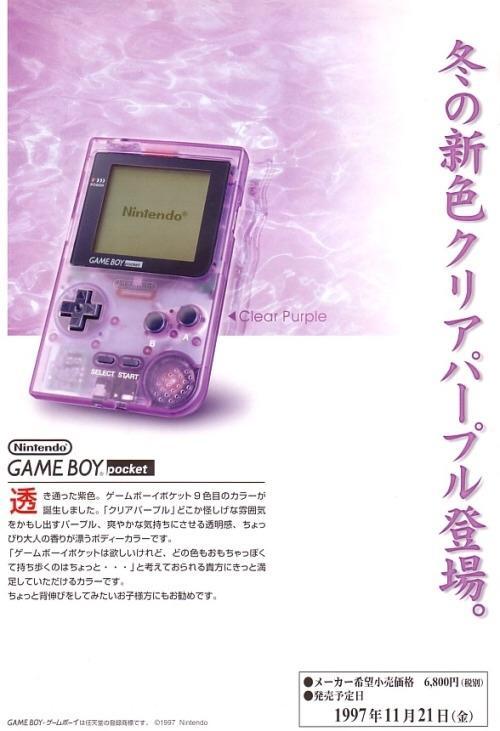 冬の新色クリアパープル登場。
POWER
Nintendo®
GAME BOY pocket
B
A
SELECT START
◀Clear Purple
Nintendo
GAME BOY® pocket
透き通った紫色。ゲームボーイポケット9色目のカラーが
誕生しました。「クリアパープル」どこか怪しげな雰囲気
をかもし出すパープル、爽やかな気持ちにさせる透明感、ちょっ
ぴり大人の香りが漂うボディーカラーです。
「ゲームボーイポケットは欲しいけれど、どの色もおもちゃっぽく
て持ち歩くのはちょっと・・・」と考えておられる貴方にきっと満
足していただけるカラーです。
ちょっと背伸びをしてみたいお子様方にもお勧めです。
●メーカー希望小売価格 6,800円(税別)
●発売予定日
1997年11月21日(金)
GAME BOY・ゲームボーイは任天堂の登録商標です。 ©1997 Nintendo